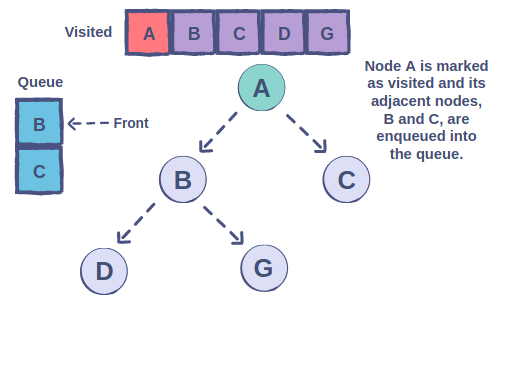 Visited A B C D G
Queue
B
Front
C
A
B
C
D
G
Node A is marked
as visited and its
adjacent nodes,
B and C, are
enqueued into
the queue.